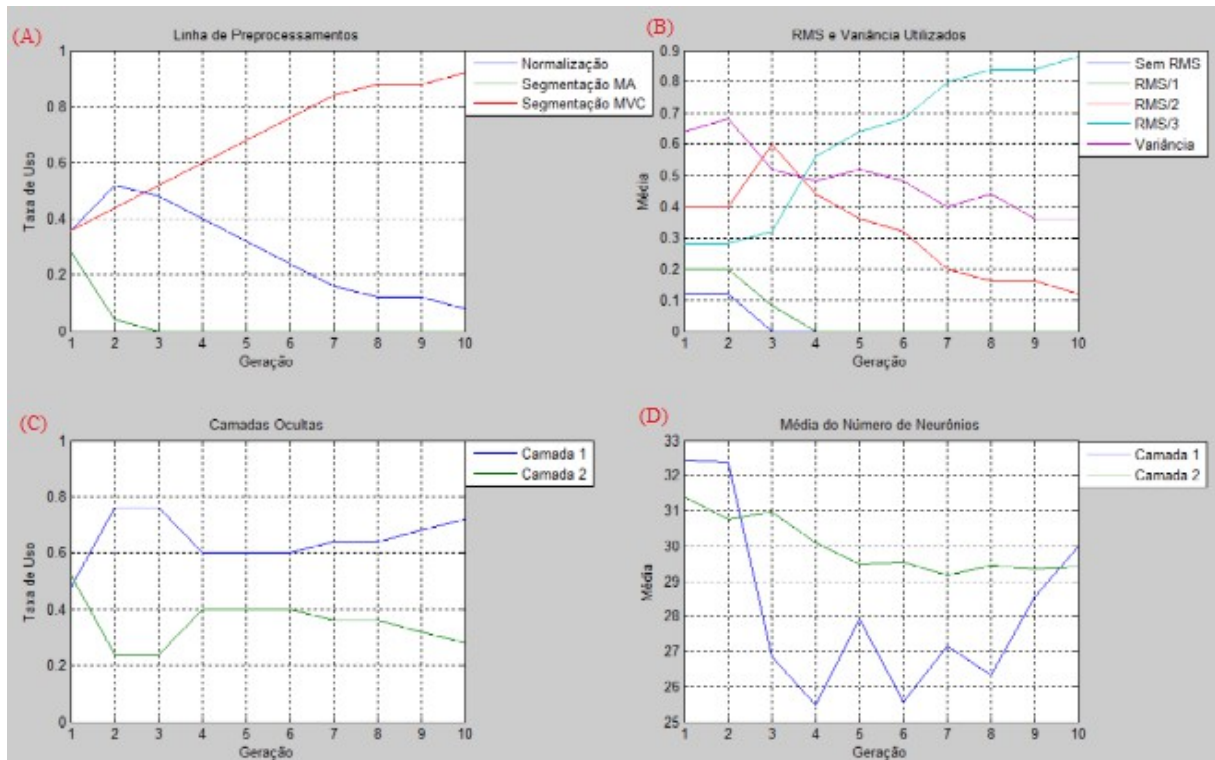 (A)
Linha de Preprocessamentos
Normalização
Segmentação MA
Segmentação MVC
Taxa de Uso
1
0.8
0.6
0.4
0.2
0
1 2 3 4 5 6 7 8 9 10
Geração
(B)
RMS e Variância Utilizados
Sem RMS
RMS/1
RMS/2
RMS/3
Variância
Média
0.9
0.8
0.7
0.6
0.5
0.4
0.3
0.2
0.1
0
1 2 3 4 5 6 7 8 9 10
Geração
(C)
Camadas Ocultas
Camada 1
Camada 2
Taxa de Uso
1
0.8
0.6
0.4
0.2
0
1 2 3 4 5 6 7 8 9 10
Geração
(D)
Média do Número de Neurônios
Camada 1
Camada 2
Média
33
32
31
30
29
28
27
26
25
1 2 3 4 5 6 7 8 9 10
Geração